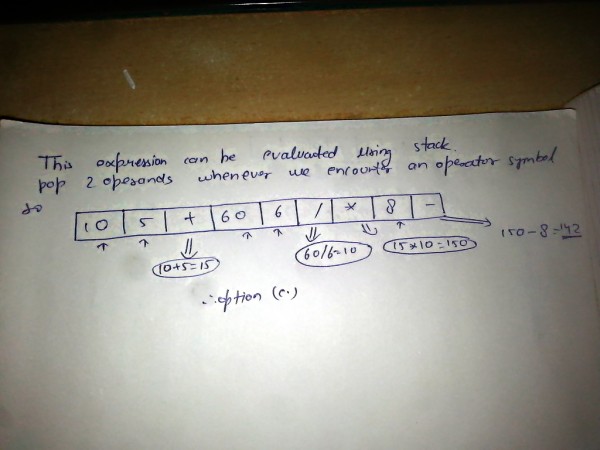 This expression can be evaluated using stack.
pop 2 operands whenever we encounter an operator symbol
so
10 5 + 60 6 / * 8 -
150-8=142
10+5=15
60/6=10
15*10=150
∴ option (c.)